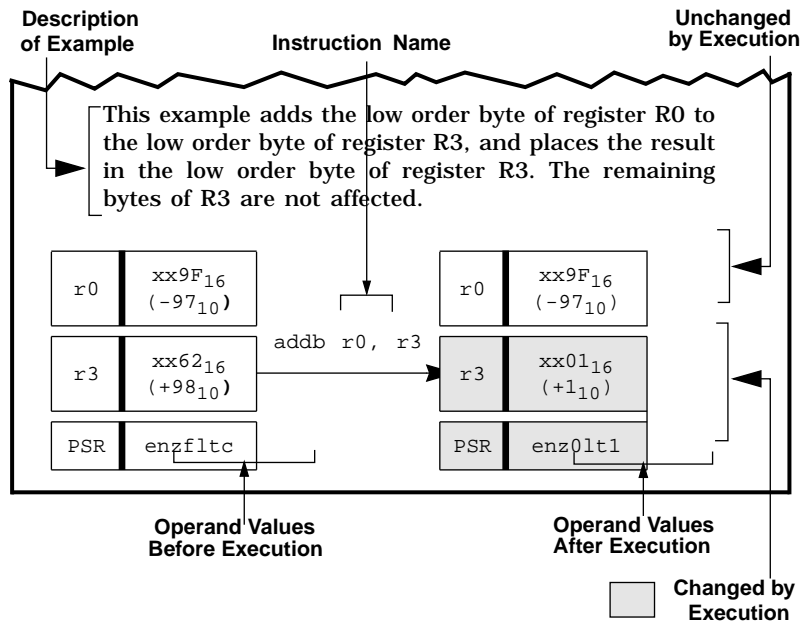 Description
of Example
Instruction Name
Unchanged
by Execution
This example adds the low order byte of register R0 to
the low order byte of register R3, and places the result
in the low order byte of register R3. The remaining
bytes of R3 are not affected.
r0
xx9F16
(-9710)
r0
xx9F16
(-9710)
addb r0, r3
r3
xx6216
(+9810)
r3
xx0116
(+110)
PSR
enzfltc
PSR
enz0lt1
Operand Values
Before Execution
Operand Values
After Execution
Changed by
Execution